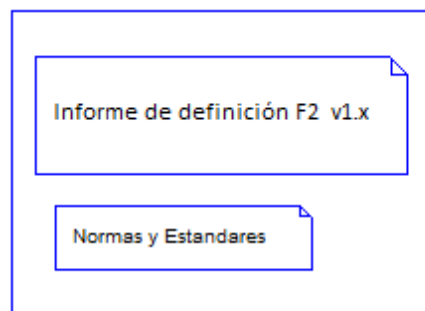 Informe de definición F2 v1.x
Normas y Estandares